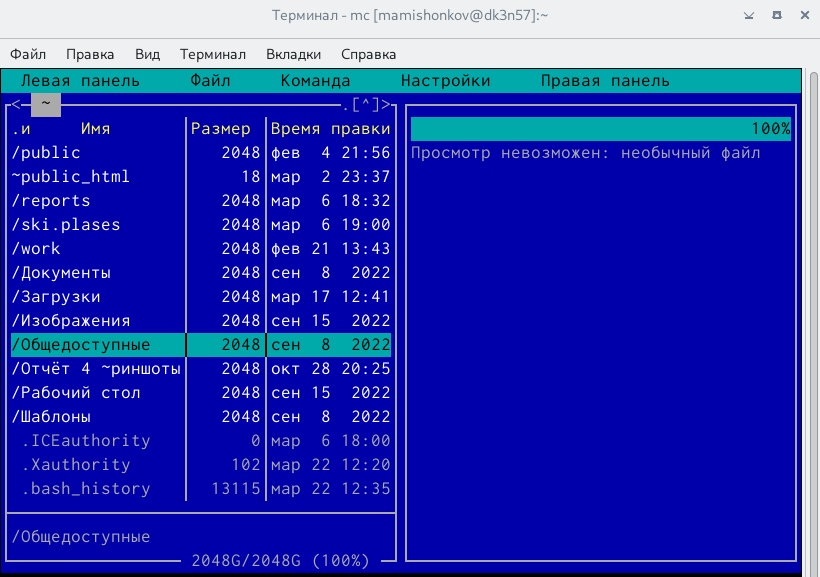 Терминал - mc [mamishonkov@dk3n57]:~
Файл Правка Вид Терминал Вкладки Справка
Левая панель Файл Команда Настройки Правая панель
<- ~ .[^]>
.и Имя Размер Время правки
/public 2048 фев 4 21:56
~public_html 18 мар 2 23:37
/reports 2048 мар 6 18:32
/ski.plases 2048 мар 6 19:00
/work 2048 фев 21 13:43
/Документы 2048 сен 8 2022
/Загрузки 2048 мар 17 12:41
/Изображения 2048 сен 15 2022
/Общедоступные 2048 сен 8 2022
/Отчёт 4 ~риншоты 2048 окт 28 20:25
/Рабочий стол 2048 сен 15 2022
/Шаблоны 2048 сен 8 2022
.ICEauthority 0 мар 6 18:00
.Xauthority 102 мар 22 12:20
.bash_history 13115 мар 22 12:35
/Общедоступные
2048G/2048G (100%)
100%
Просмотр невозможен: необычный файл